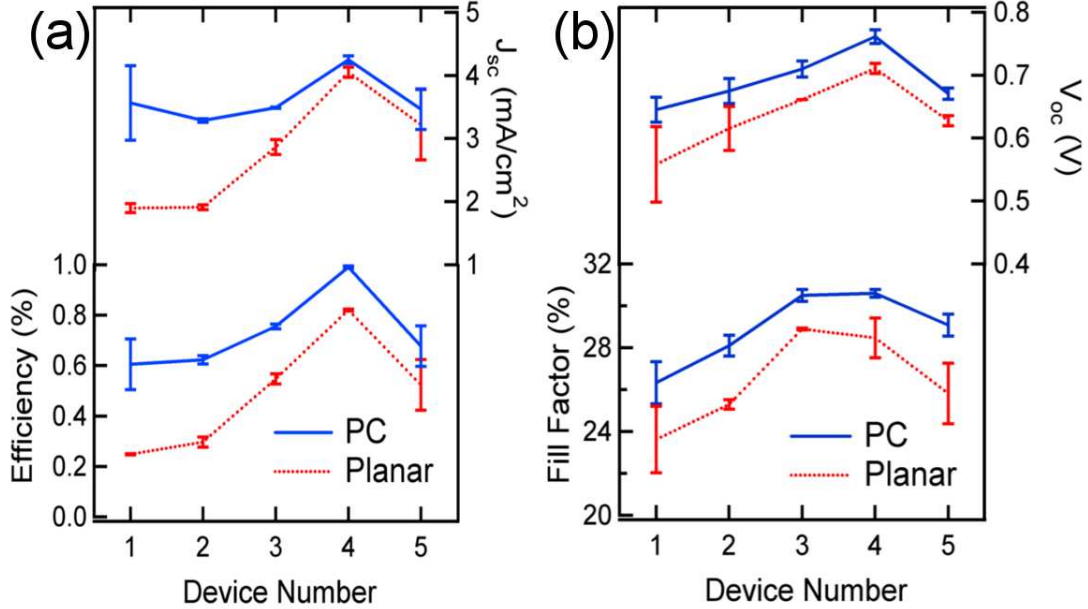 (a)
5
4
3
2
1
J_sc (mA/cm²)
1.0
0.8
0.6
0.4
0.2
0.0
Efficiency (%)
PC
Planar
1 2 3 4 5
Device Number
(b)
0.8
0.7
0.6
0.5
0.4
V_oc (V)
32
28
24
20
Fill Factor (%)
PC
Planar
1 2 3 4 5
Device Number